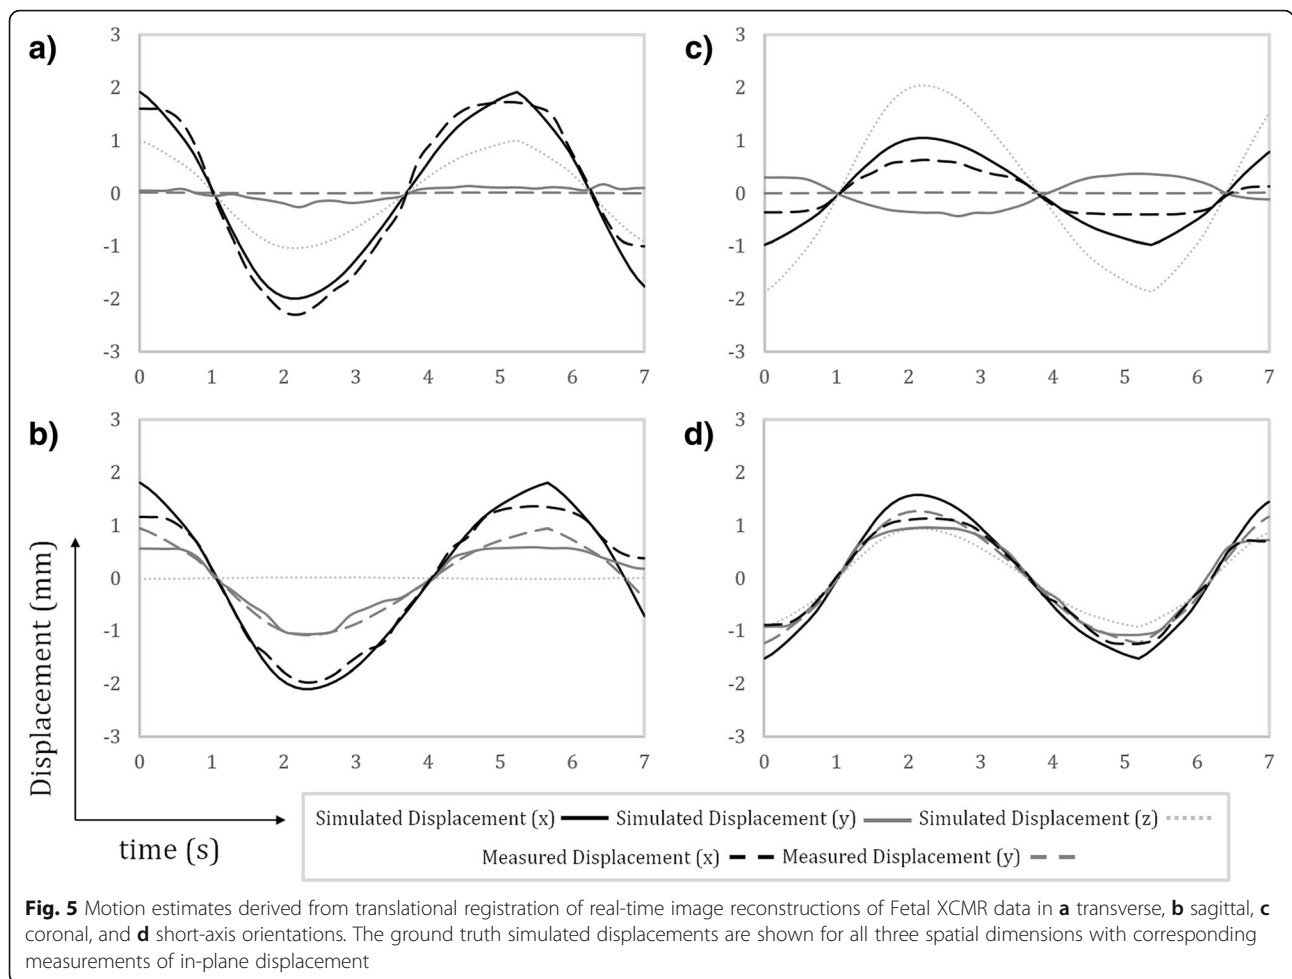 a)
3
2
1
0
-1
-2
-3
0 1 2 3 4 5 6 7
c)
3
2
1
0
-1
-2
-3
0 1 2 3 4 5 6 7
b)
3
2
1
0
-1
-2
-3
0 1 2 3 4 5 6 7
d)
3
2
1
0
-1
-2
-3
0 1 2 3 4 5 6 7
Displacement (mm)
time (s)
Simulated Displacement (x) Simulated Displacement (y) Simulated Displacement (z)
Measured Displacement (x) Measured Displacement (y)
Fig. 5 Motion estimates derived from translational registration of real-time image reconstructions of Fetal XCMR data in a transverse, b sagittal, c
coronal, and d short-axis orientations. The ground truth simulated displacements are shown for all three spatial dimensions with corresponding
measurements of in-plane displacement